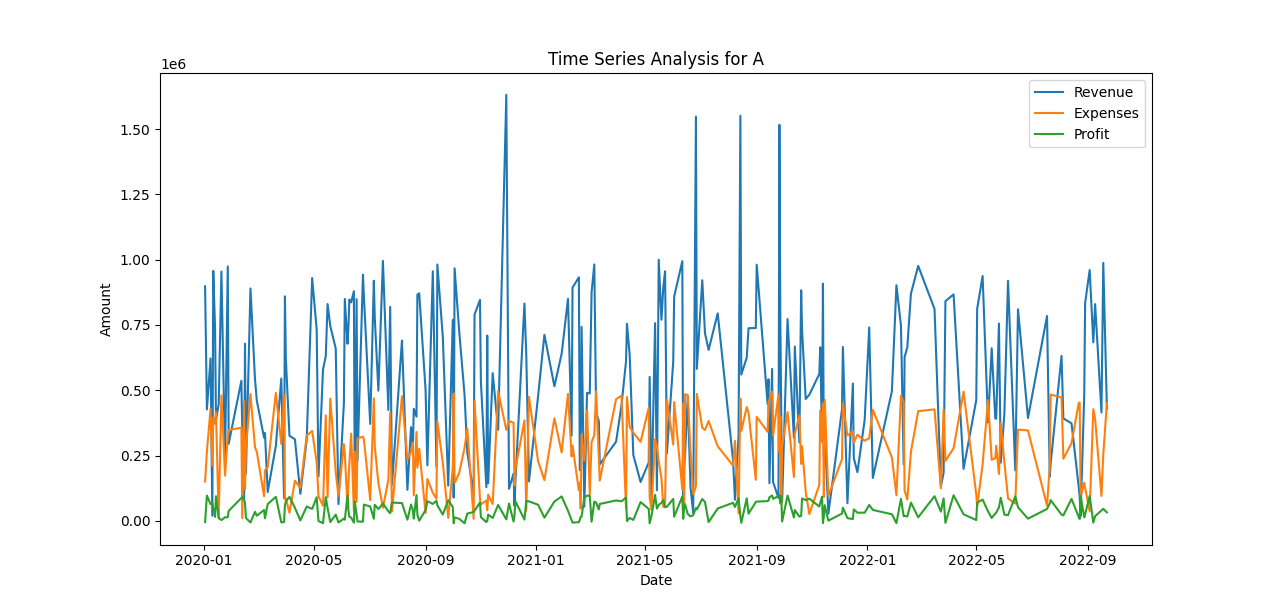 Time Series Analysis for A
1e6
Revenue
Expenses
Profit
1.50
1.25
1.00
0.75
0.50
0.25
0.00
Amount
2020-01 2020-05 2020-09 2021-01 2021-05 2021-09 2022-01 2022-05 2022-09
Date